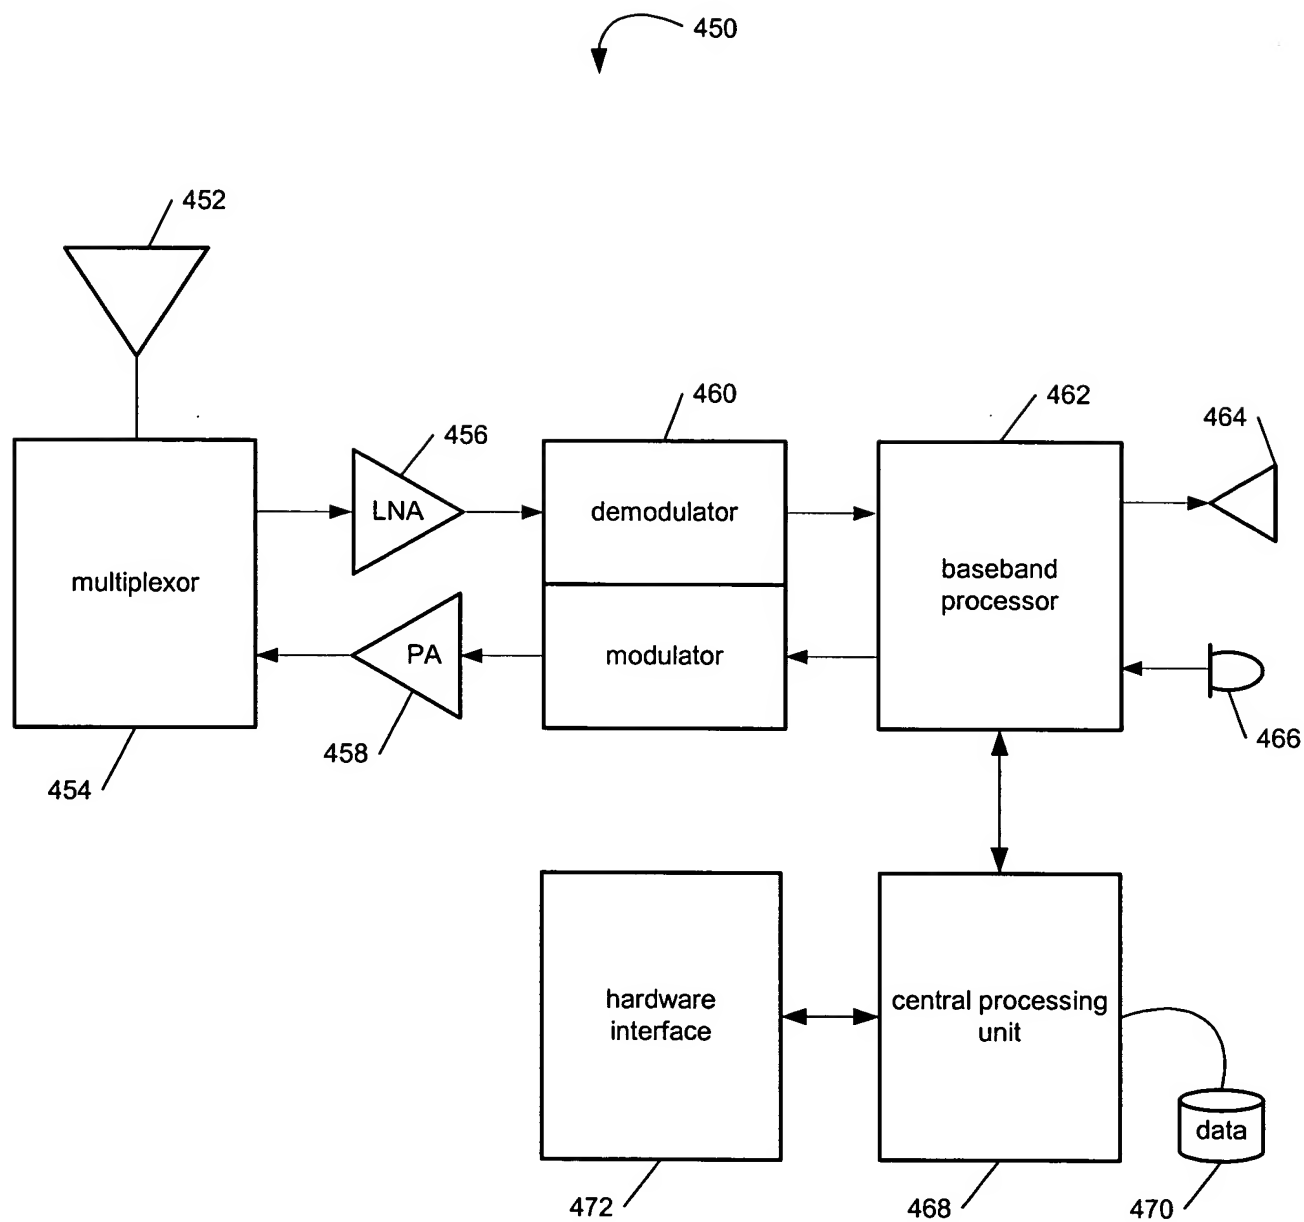 450
452
460
462
464
456
LNA
demodulator
multiplexor
baseband
processor
PA
modulator
458
466
454
hardware
interface
central processing
unit
data
472
468
470